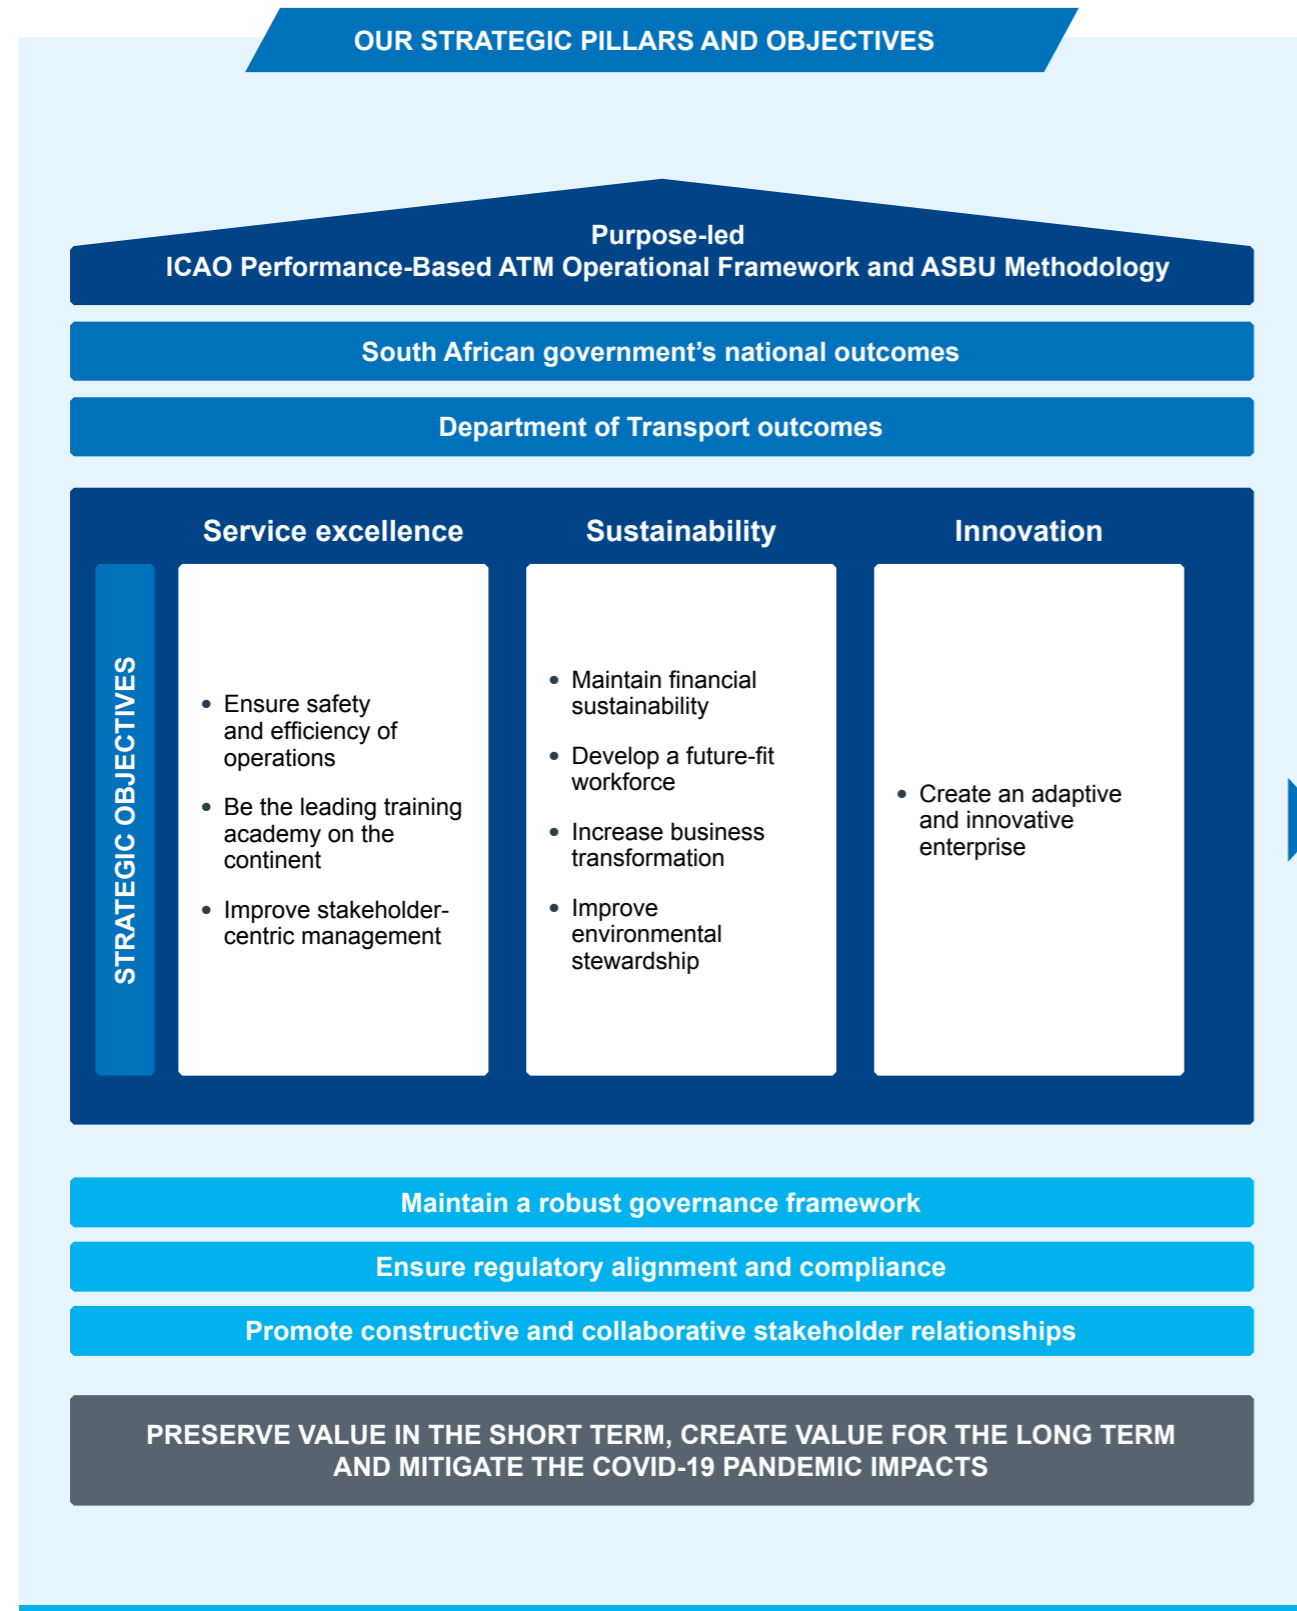 OUR STRATEGIC PILLARS AND OBJECTIVES
Purpose-led
ICAO Performance-Based ATM Operational Framework and ASBU Methodology
South African government’s national outcomes
Department of Transport outcomes
STRATEGIC OBJECTIVES
Service excellence
• Ensure safety
and efficiency of
operations
• Be the leading training
academy on the
continent
• Improve stakeholder-
centric management
Sustainability
• Maintain financial
sustainability
• Develop a future-fit
workforce
• Increase business
transformation
• Improve
environmental
stewardship
Innovation
• Create an adaptive
and innovative
enterprise
Maintain a robust governance framework
Ensure regulatory alignment and compliance
Promote constructive and collaborative stakeholder relationships
PRESERVE VALUE IN THE SHORT TERM, CREATE VALUE FOR THE LONG TERM
AND MITIGATE THE COVID-19 PANDEMIC IMPACTS